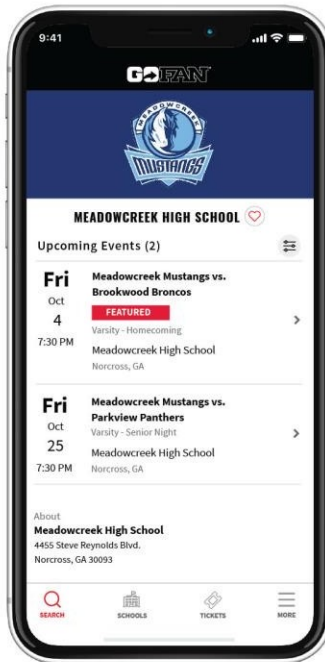 9:41
GOFAN
MEADOWCREEK
MUSTANGS
MEADOWCREEK HIGH SCHOOL
Upcoming Events (2)
Fri
Oct
4
7:30 PM
Meadowcreek Mustangs vs.
Brookwood Broncos
FEATURED
Varsity - Homecoming
Meadowcreek High School
Norcross, GA
Fri
Oct
25
7:30 PM
Meadowcreek Mustangs vs.
Parkview Panthers
Varsity - Senior Night
Meadowcreek High School
Norcross, GA
About
Meadowcreek High School
4455 Steve Reynolds Blvd.
Norcross, GA 30093
SEARCH
SCHOOLS
TICKETS
MORE